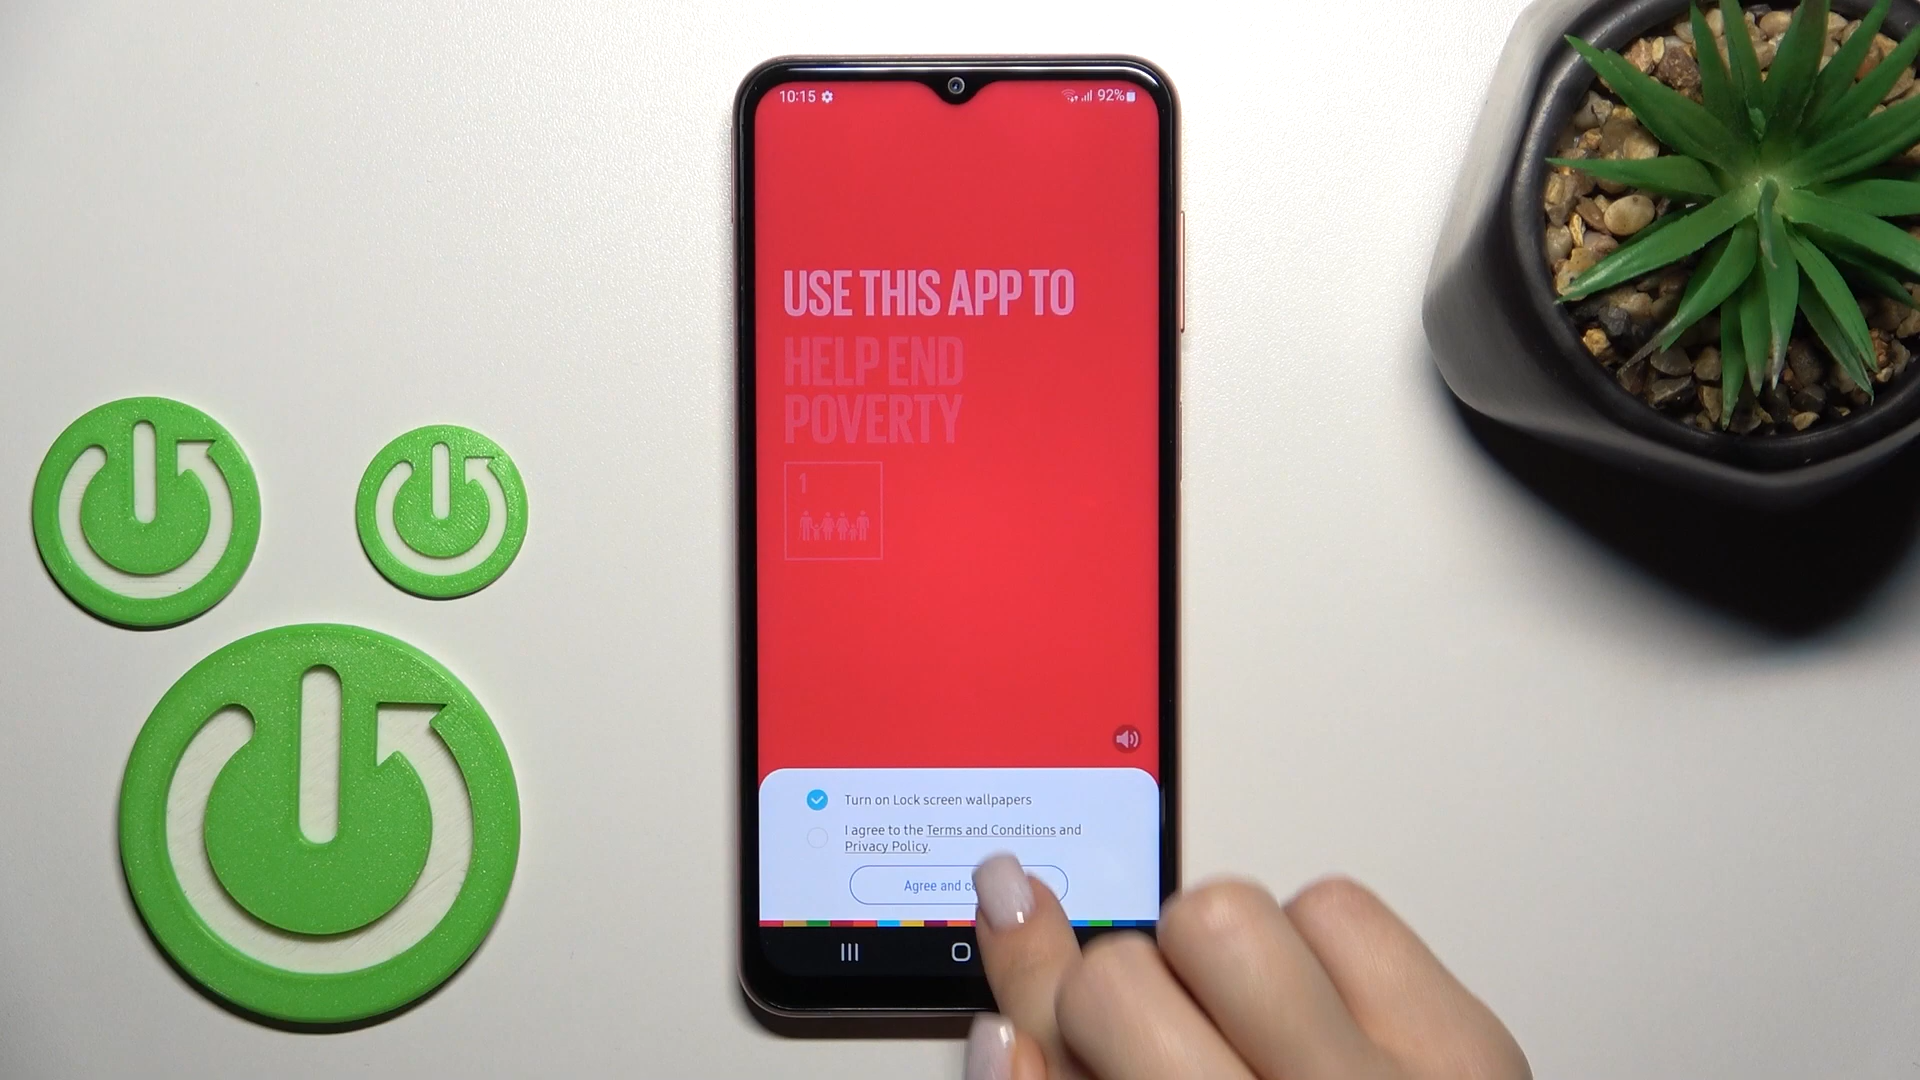 10:15
92%
USE THIS APP TO
HELP END
POVERTY
1
Turn on Lock screen wallpapers
I agree to the Terms and Conditions and
Privacy Policy.
Agree and